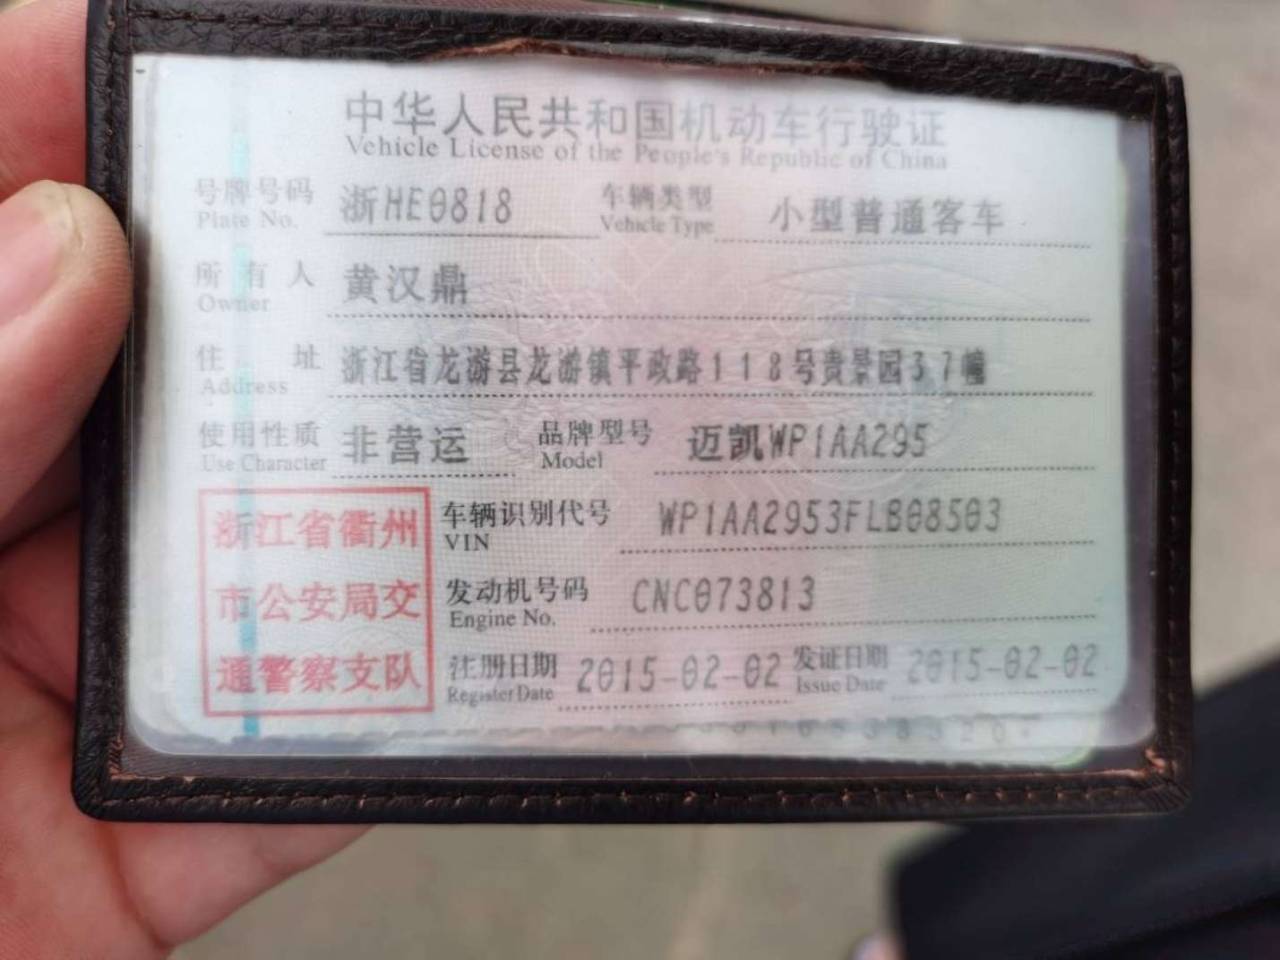 中华人民共和国机动车行驶证
Vehicle License of the People's Republic of China
号牌号码 浙HE0818 车辆类型 小型普通客车
Plate No. Vehicle Type
所有人 黄汉鼎
Owner
住址 浙江省龙游县龙游镇平政路118号贵景园37幢
Address
使用性质 非营运 品牌型号 迈凯WP1AA295
Use Character Model
浙江省衢州
市公安局交
通警察支队
车辆识别代号 WP1AA2953FLB08503
VIN
发动机号码 CNC073813
Engine No.
注册日期 2015-02-02 发证日期 2015-02-02
Register Date Issue Date